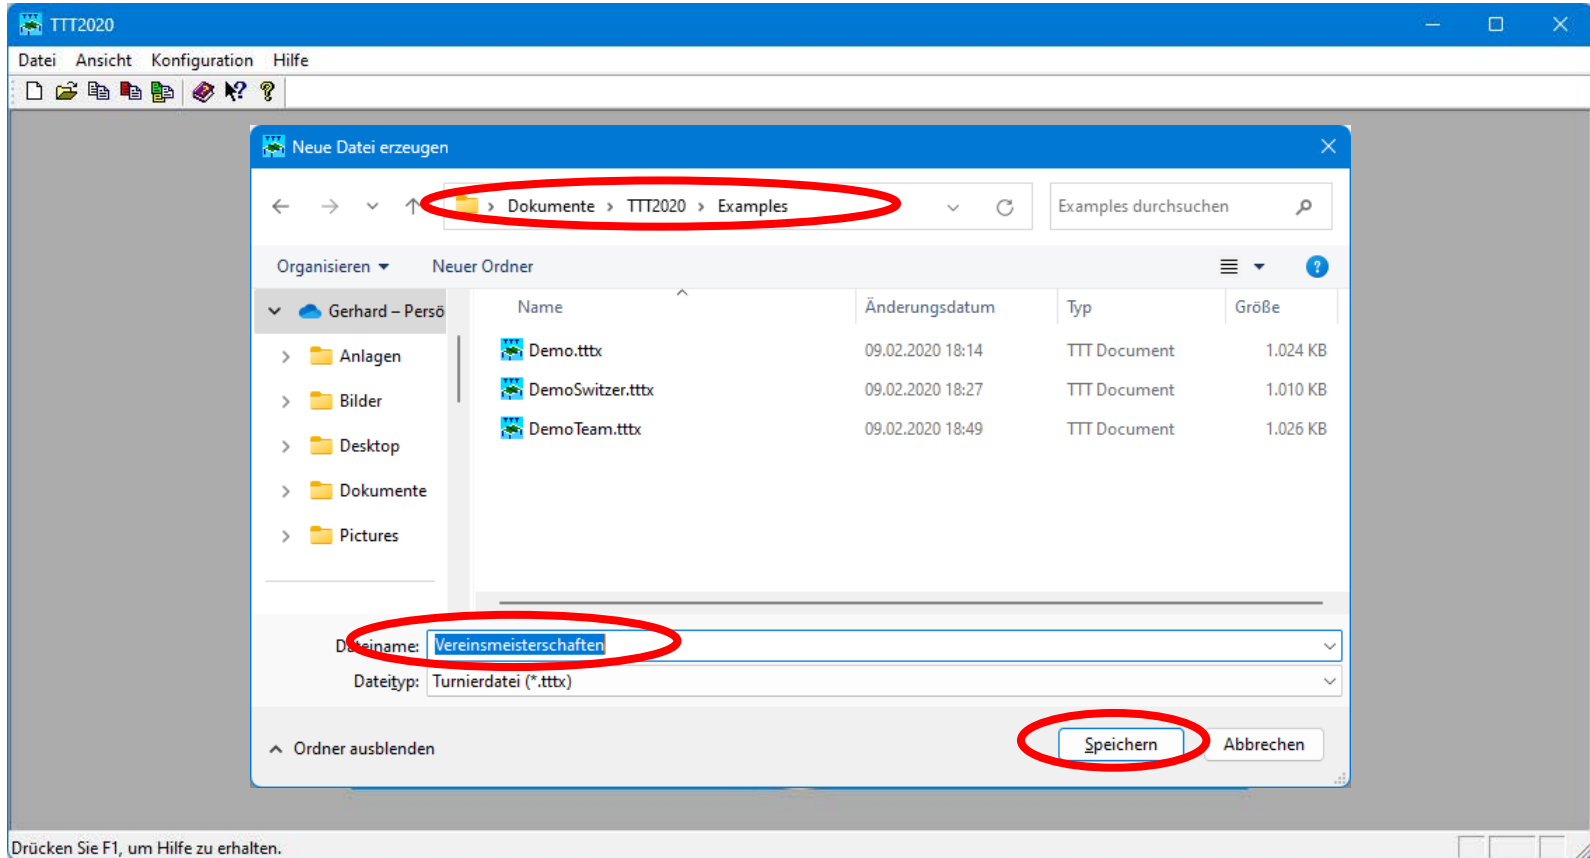 TTT2020
Datei Ansicht Konfiguration Hilfe
Neue Datei erzeugen
Dokumente > TTT2020 > Examples
Examples durchsuchen
Organisieren Neuer Ordner
Gerhard – Persö
Anlagen
Bilder
Desktop
Dokumente
Pictures
Name Änderungsdatum Typ Größe
Demo.tttx 09.02.2020 18:14 TTT Document 1.024 KB
DemoSwitzer.tttx 09.02.2020 18:27 TTT Document 1.010 KB
DemoTeam.tttx 09.02.2020 18:49 TTT Document 1.026 KB
Dateiname: Vereinsmeisterschaften
Dateityp: Turnierdatei (*.tttx)
Ordner ausblenden
Speichern Abbrechen
Drücken Sie F1, um Hilfe zu erhalten.